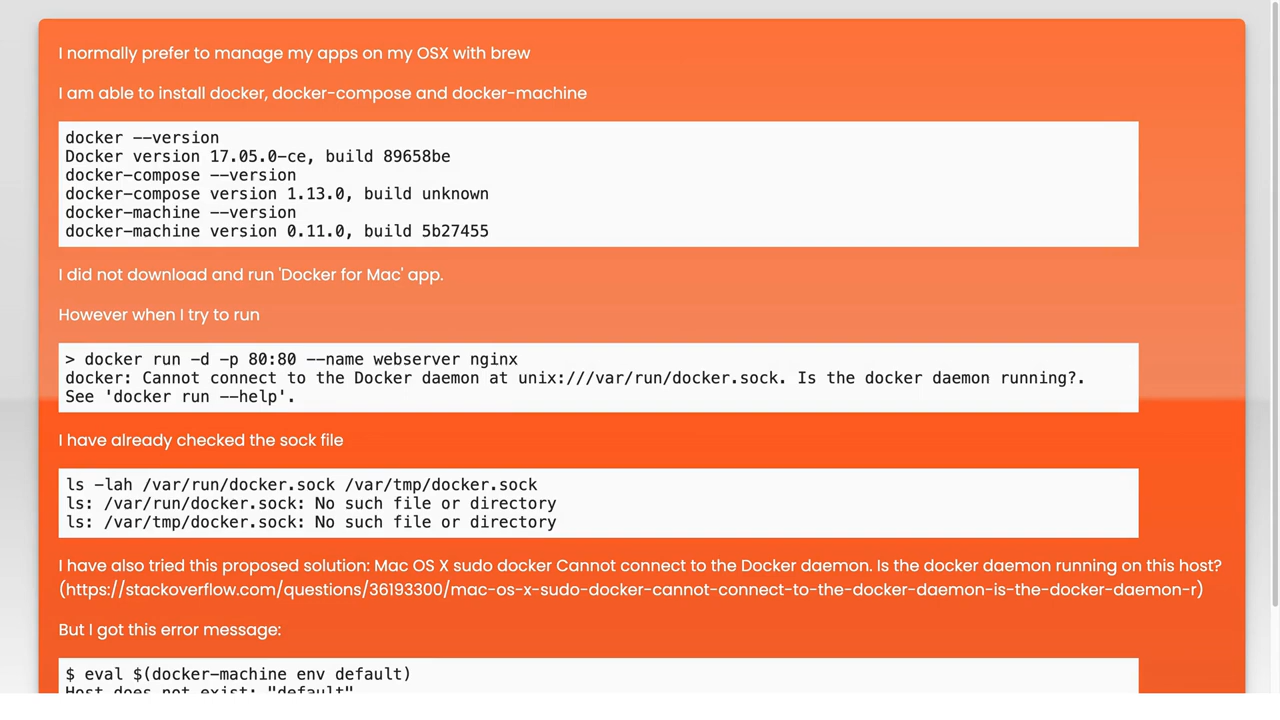 I normally prefer to manage my apps on my OSX with brew
I am able to install docker, docker-compose and docker-machine
docker --version
Docker version 17.05.0-ce, build 89658be
docker-compose --version
docker-compose version 1.13.0, build unknown
docker-machine --version
docker-machine version 0.11.0, build 5b27455
I did not download and run 'Docker for Mac' app.
However when I try to run
> docker run -d -p 80:80 --name webserver nginx
docker: Cannot connect to the Docker daemon at unix:///var/run/docker.sock. Is the docker daemon running?.
See 'docker run --help'.
I have already checked the sock file
ls -lah /var/run/docker.sock /var/tmp/docker.sock
ls: /var/run/docker.sock: No such file or directory
ls: /var/tmp/docker.sock: No such file or directory
I have also tried this proposed solution: Mac OS X sudo docker Cannot connect to the Docker daemon. Is the docker daemon running on this host?
(https://stackoverflow.com/questions/36193300/mac-os-x-sudo-docker-cannot-connect-to-the-docker-daemon-is-the-docker-daemon-r)
But I got this error message:
$ eval $(docker-machine env default)
Host does not exist: "default"